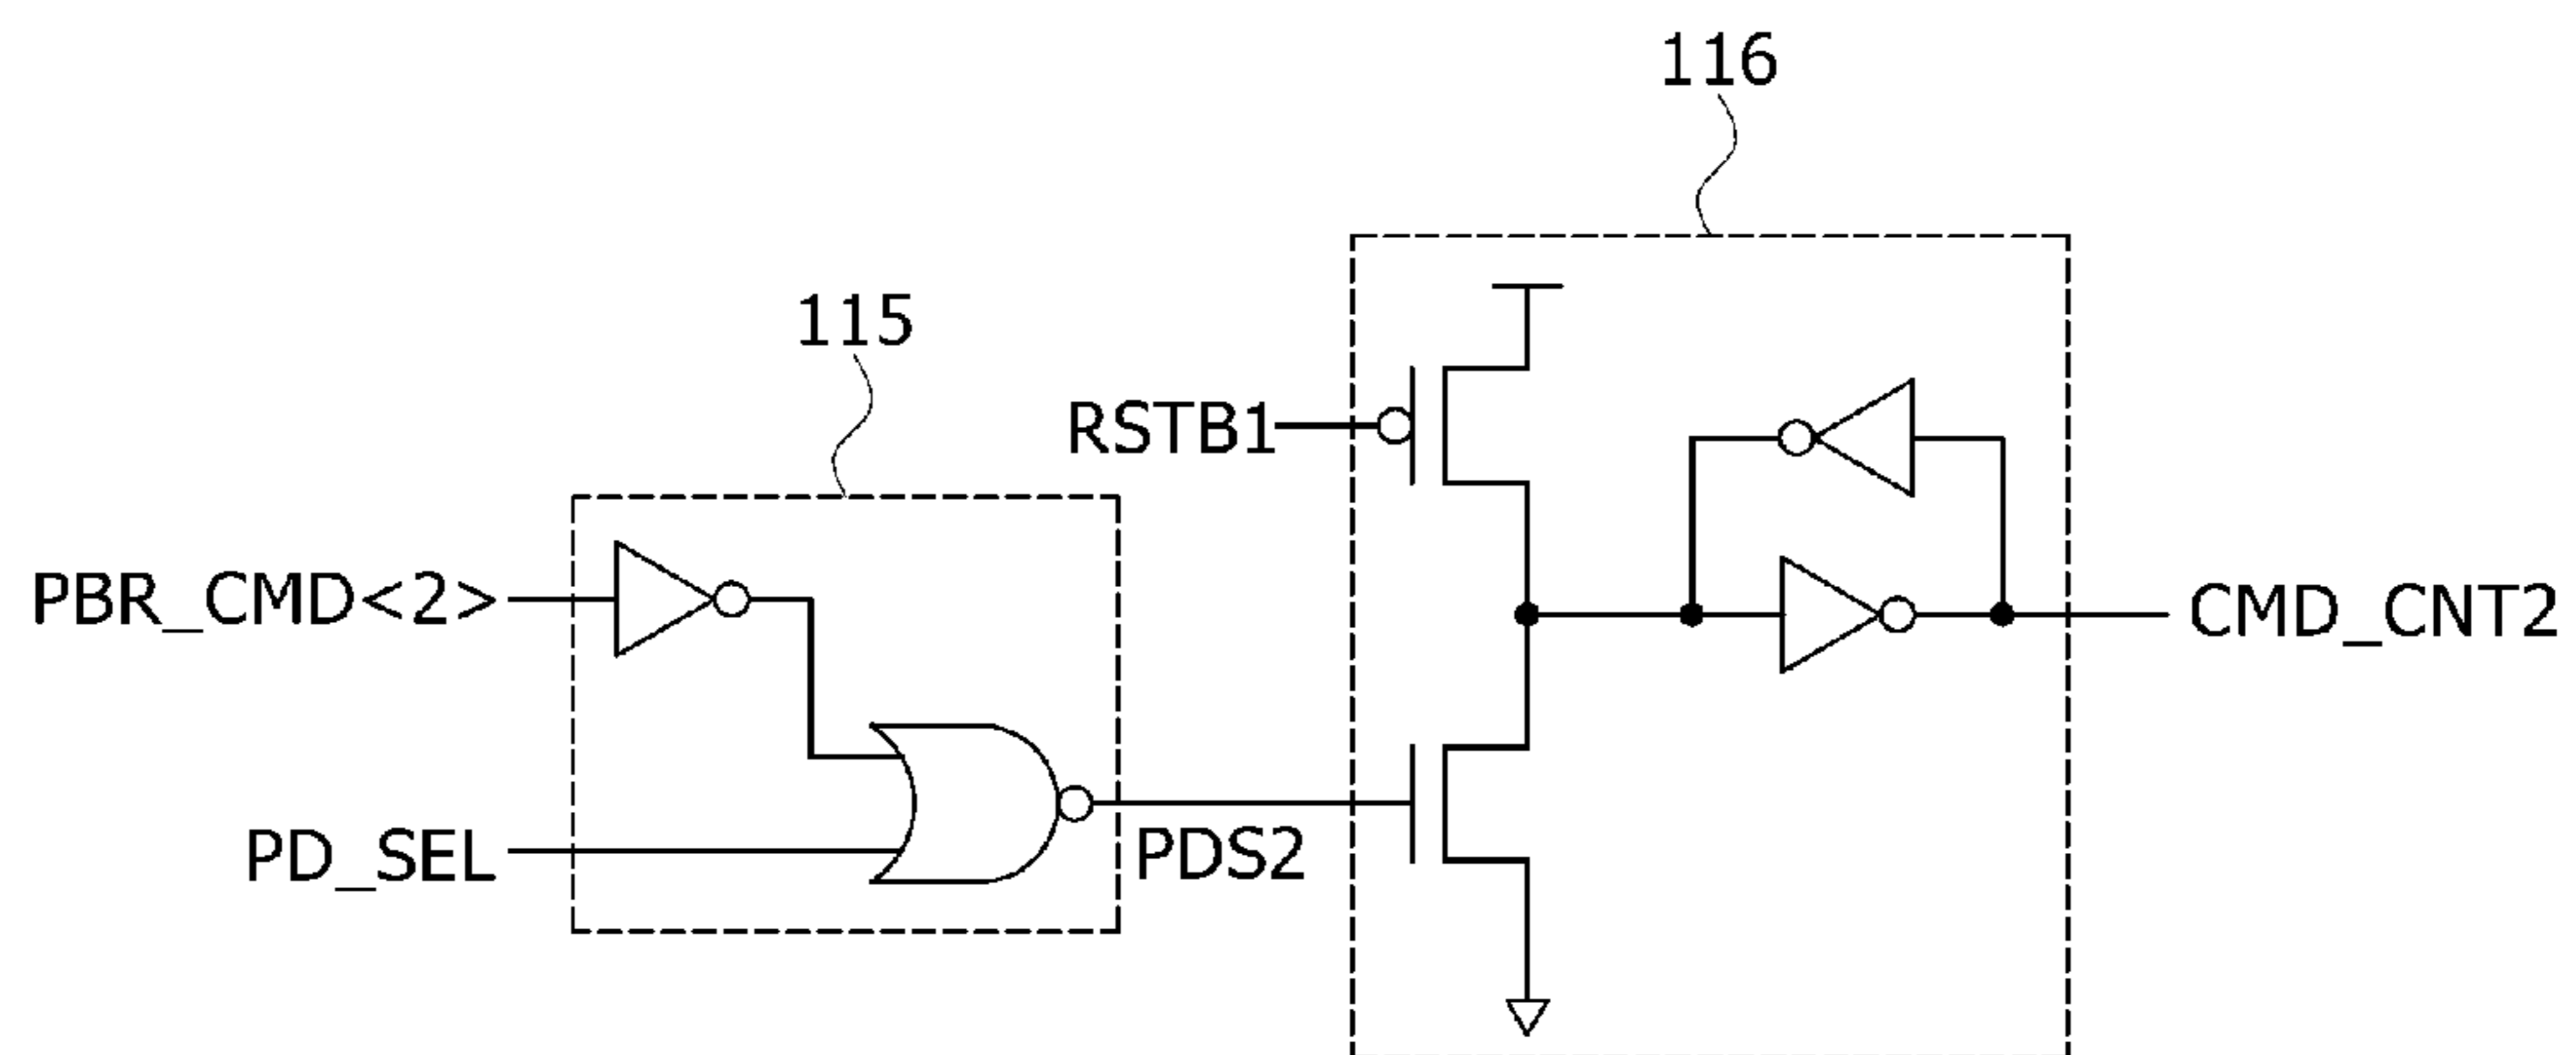 116
115
RSTB1
PBR_CMD<2>
CMD_CNT2
PD_SEL
PDS2